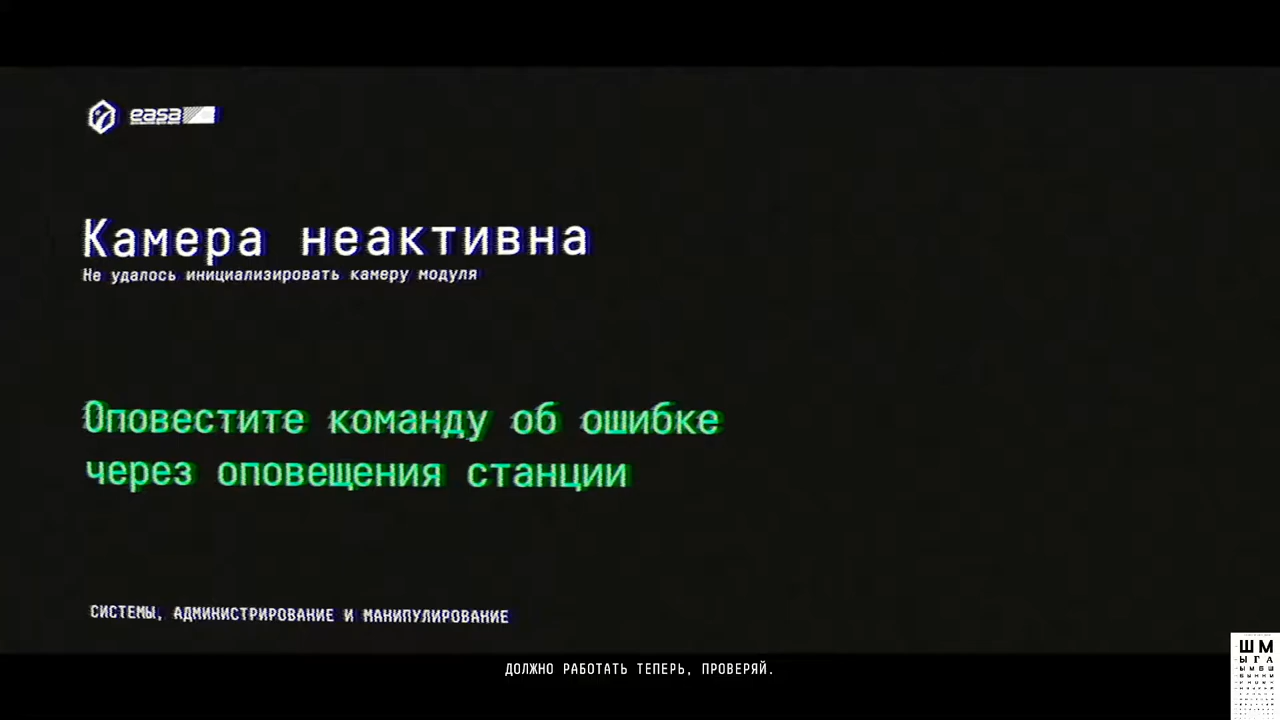 easa
Камера неактивна
Не удалось инициализировать камеру модуля
Оповестите команду об ошибке
через оповещения станции
СИСТЕМЫ, АДМИНИСТРИРОВАНИЕ И МАНИПУЛИРОВАНИЕ
ДОЛЖНО РАБОТАТЬ ТЕПЕРЬ, ПРОВЕРЯЙ.
Ш М
Ы Г А